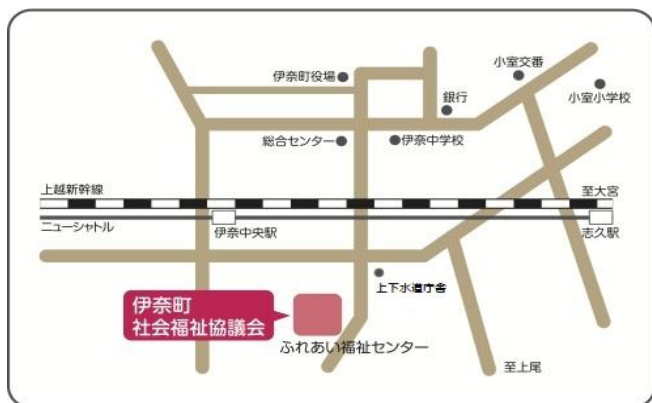 小室交番
伊奈町役場
銀行
小室小学校
総合センター
伊奈中学校
上越新幹線
至大宮
ニューシャトル
伊奈中央駅
志久駅
上下水道庁舎
伊奈町
社会福祉協議会
ふれあい福祉センター
至上尾